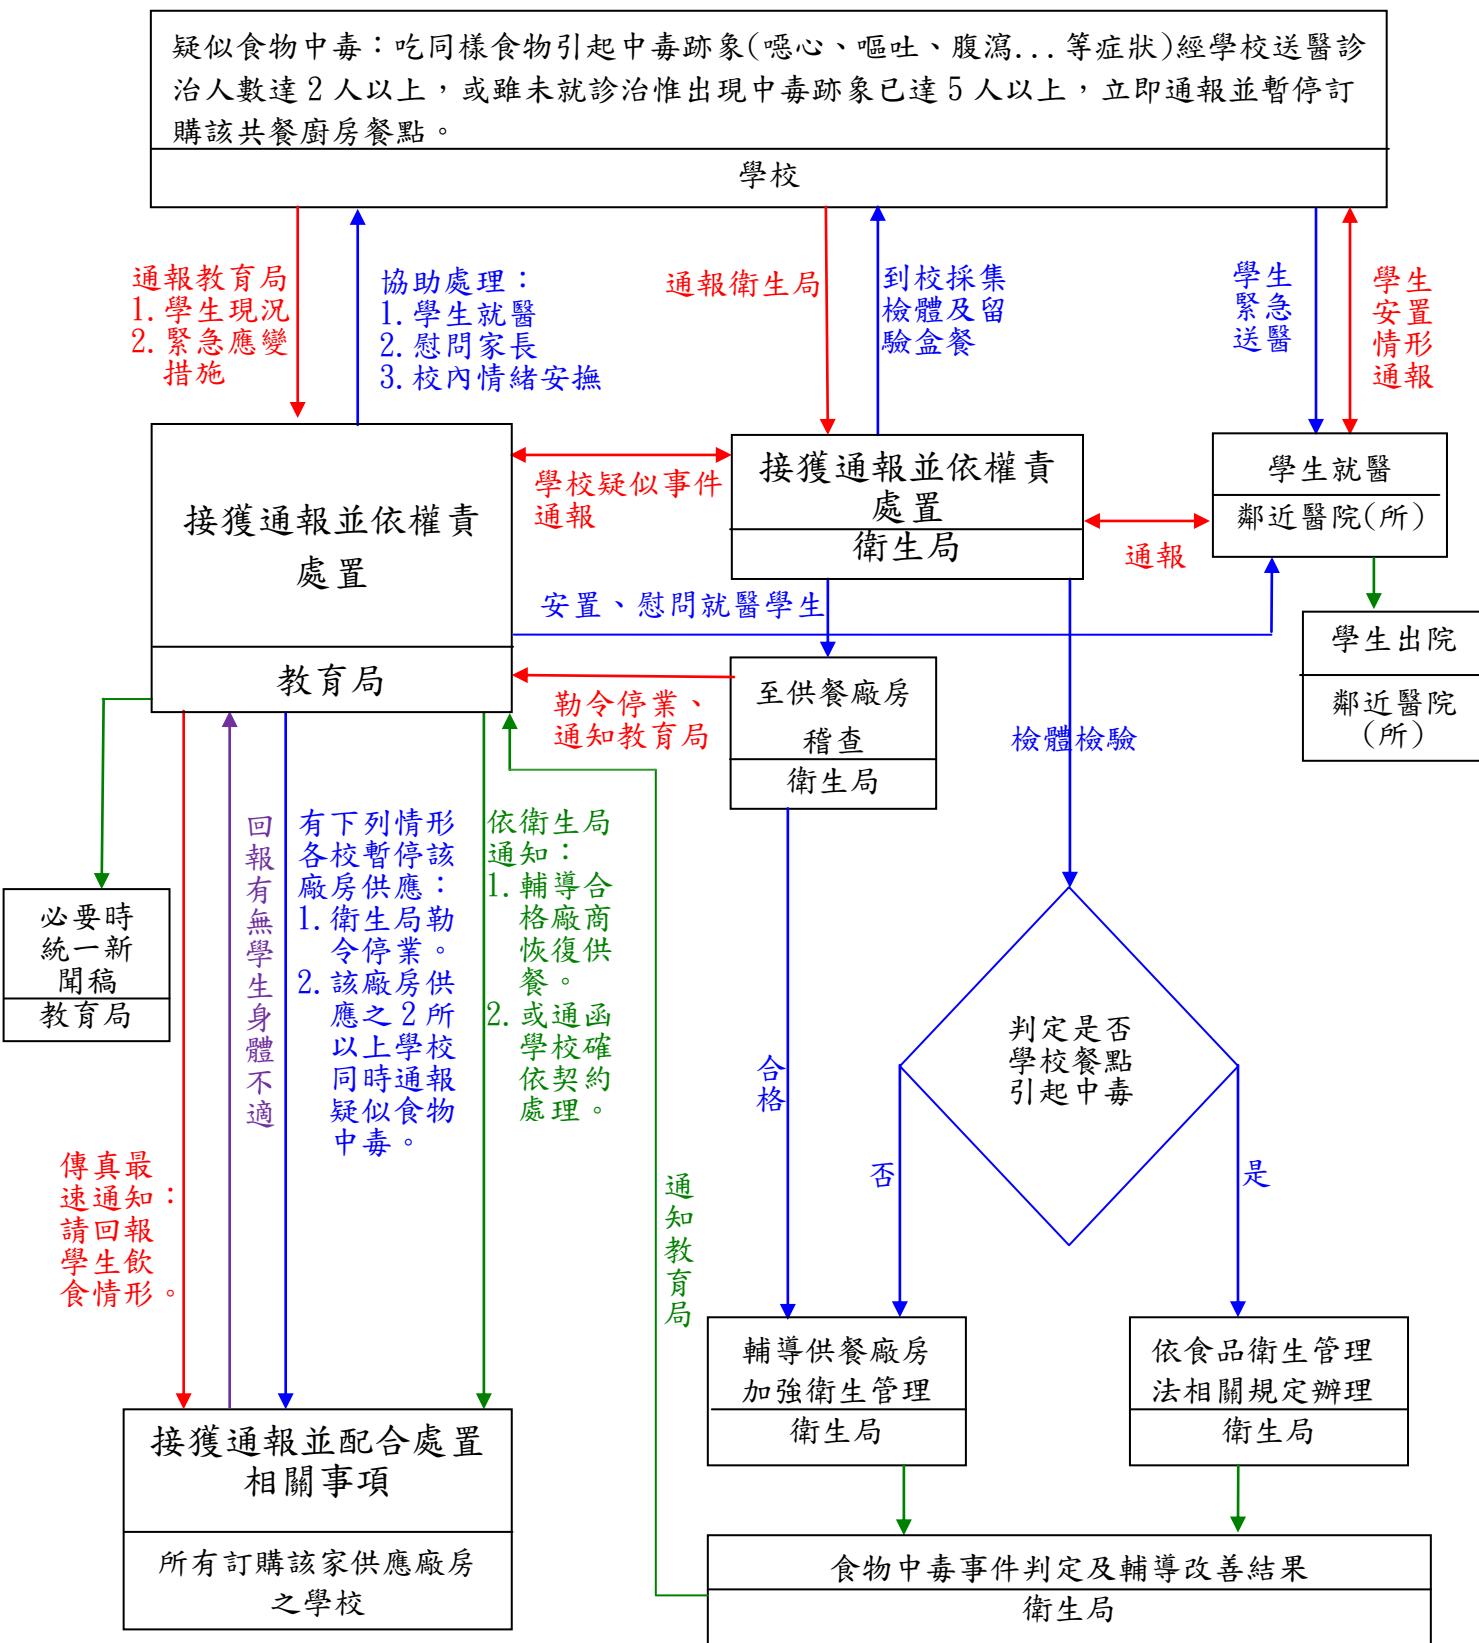 疑似食物中毒：吃同樣食物引起中毒跡象(噁心、嘔吐、腹瀉...等症狀)經學校送醫診
治人數達2人以上，或雖未就診治惟出現中毒跡象已達5人以上，立即通報並暫停訂
購該共餐廚房餐點。
學校
通報教育局
1.學生現況
2.緊急應變
措施
協助處理：
1.學生就醫
2.慰問家長
3.校內情緒安撫
通報衛生局
到校採集
檢體及留
驗盒餐
學生
緊急
送醫
學生
安置
情形
通報
接獲通報並依權責
處置
教育局
學校疑似事件
通報
接獲通報並依權責
處置
衛生局
通報
學生就醫
鄰近醫院(所)
安置、慰問就醫學生
學生出院
鄰近醫院
(所)
勒令停業、
通知教育局
至供餐廠房
稽查
衛生局
檢體檢驗
必要時
統一新
聞稿
教育局
回報有無學生身體不適
有下列情形
各校暫停該
廠房供應：
1.衛生局勒
令停業。
2.該廠房供
應之2所
以上學校
同時通報
疑似食物
中毒。
依衛生局
通知：
1.輔導合
格廠商
恢復供
餐。
2.或通函
學校確
依契約
處理。
傳真最
速通知：
請回報
學生飲
食情形。
合格
判定是否
學校餐點
引起中毒
否
是
通知教育局
輔導供餐廠房
加強衛生管理
衛生局
依食品衛生管理
法相關規定辦理
衛生局
接獲通報並配合處置
相關事項
所有訂購該家供應廠房
之學校
食物中毒事件判定及輔導改善結果
衛生局